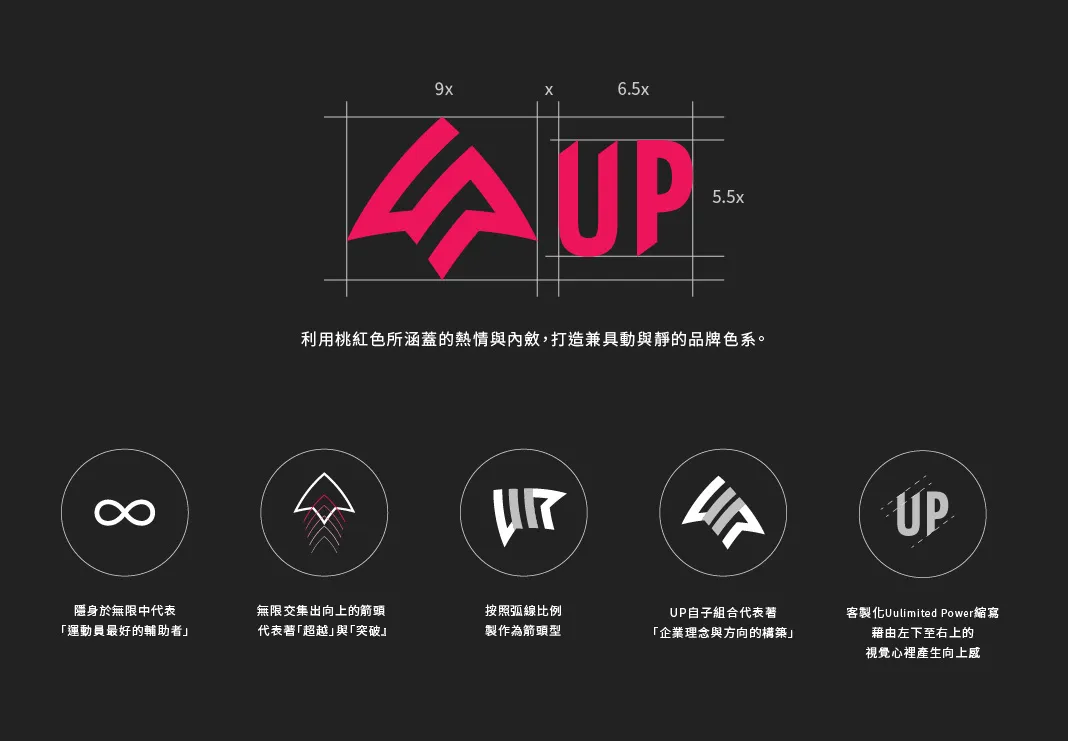 9x
x
6.5x
UP
5.5x
利用桃紅色所涵蓋的熱情與內斂，打造兼具動與靜的品牌色系。
UP
UP
UP
隱身於無限中代表
「運動員最好的輔助者」
無限交集出向上的箭頭
代表著「超越」與「突破』
按照弧線比例
製作為箭頭型
UP自子組合代表著
「企業理念與方向的構築」
客製化Uulimited Power縮寫
藉由左下至右上的
視覺心裡產生向上感